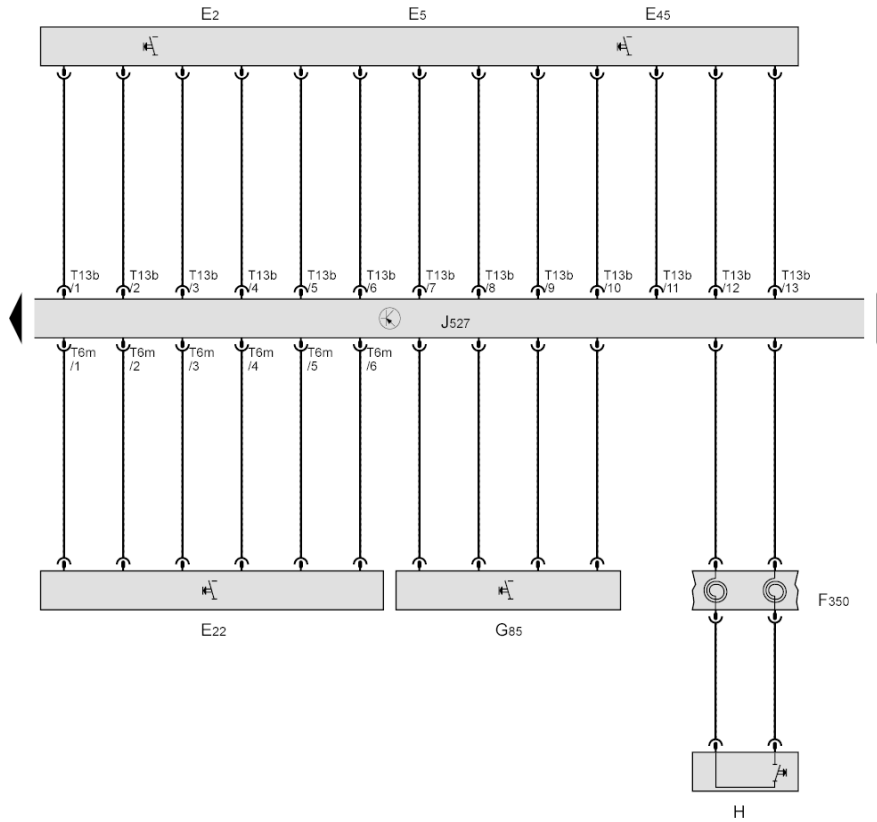 E2 E5 E45
T13b T13b T13b T13b T13b T13b T13b T13b T13b T13b T13b T13b T13b
/1 /2 /3 /4 /5 /6 /7 /8 /9 /10 /11 /12 /13
J527
T6m T6m T6m T6m T6m T6m
/1 /2 /3 /4 /5 /6
F350
E22 G85
H